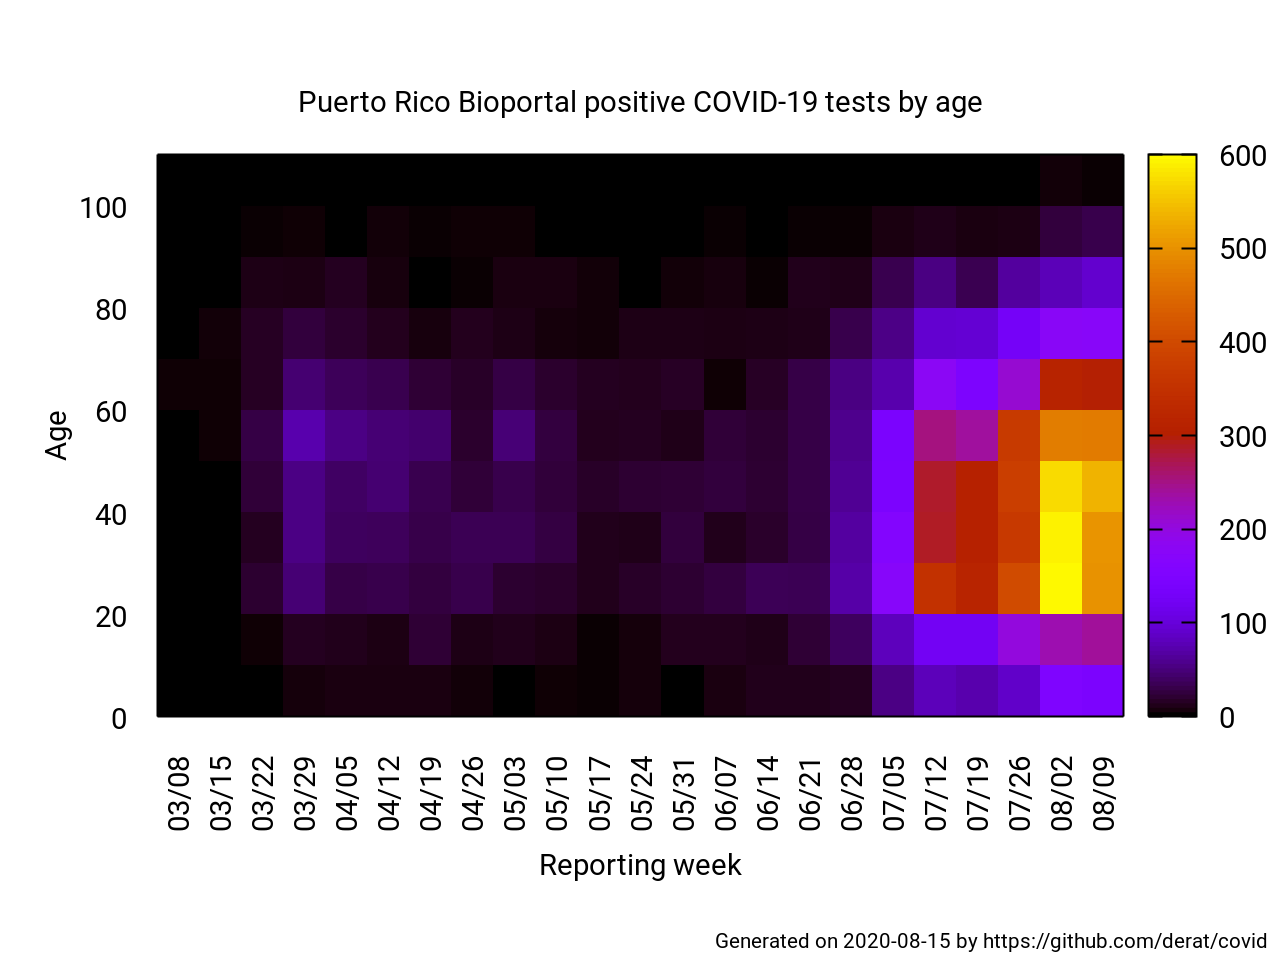 Puerto Rico Bioportal positive COVID-19 tests by age
600
500
400
300
200
100
0
100
80
60
40
20
0
Age
03/08 03/15 03/22 03/29 04/05 04/12 04/19 04/26 05/03 05/10 05/17 05/24 05/31 06/07 06/14 06/21 06/28 07/05 07/12 07/19 07/26 08/02 08/09
Reporting week
Generated on 2020-08-15 by https://github.com/derat/covid